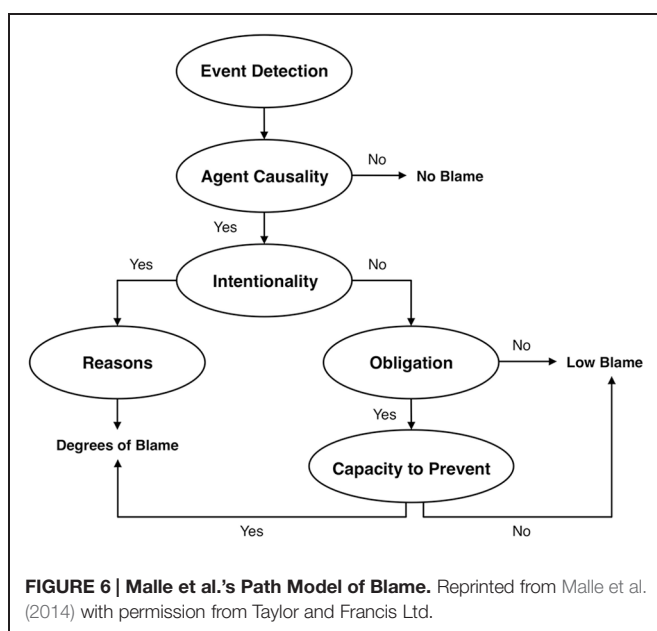 Event Detection
No
Agent Causality
No Blame
Yes
Yes
Intentionality
No
No
Reasons
Obligation
Low Blame
Yes
Degrees of Blame
Capacity to Prevent
Yes
No
FIGURE 6 | Malle et al.'s Path Model of Blame. Reprinted from Malle et al.
(2014) with permission from Taylor and Francis Ltd.